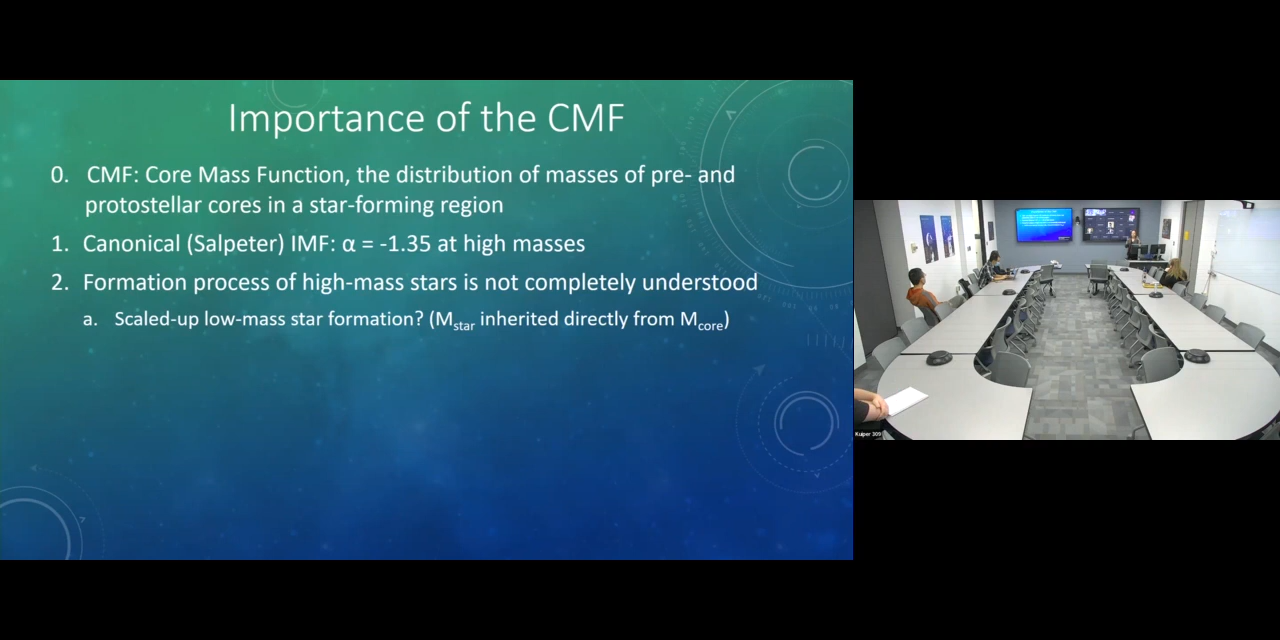 Importance of the CMF
0. CMF: Core Mass Function, the distribution of masses of pre- and
protostellar cores in a star-forming region
1. Canonical (Salpeter) IMF: α = -1.35 at high masses
2. Formation process of high-mass stars is not completely understood
a. Scaled-up low-mass star formation? (Mstar inherited directly from Mcore)
Kuiper 309